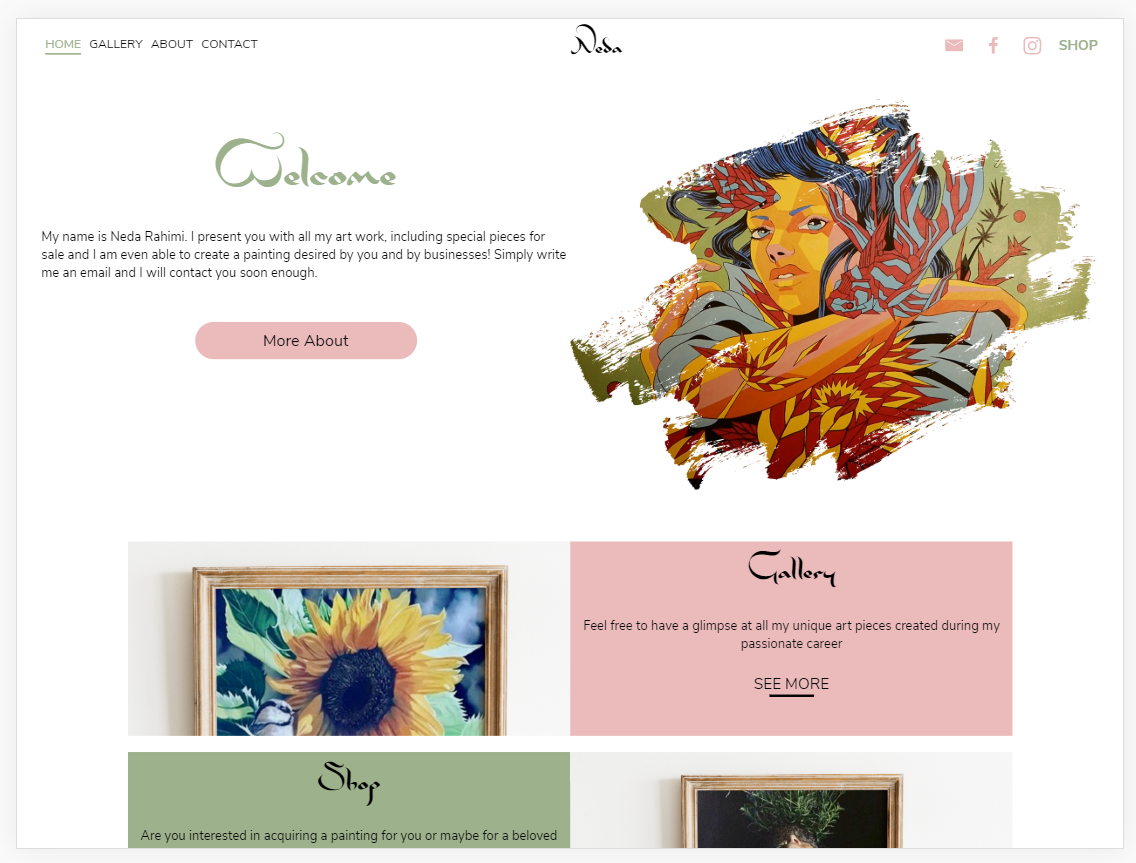 HOME GALLERY ABOUT CONTACT
Neda
SHOP
Welcome
My name is Neda Rahimi. I present you with all my art work, including special pieces for
sale and I am even able to create a painting desired by you and by businesses! Simply write
me an email and I will contact you soon enough.
More About
Gallery
Feel free to have a glimpse at all my unique art pieces created during my
passionate career
SEE MORE
Shop
Are you interested in acquiring a painting for you or maybe for a beloved